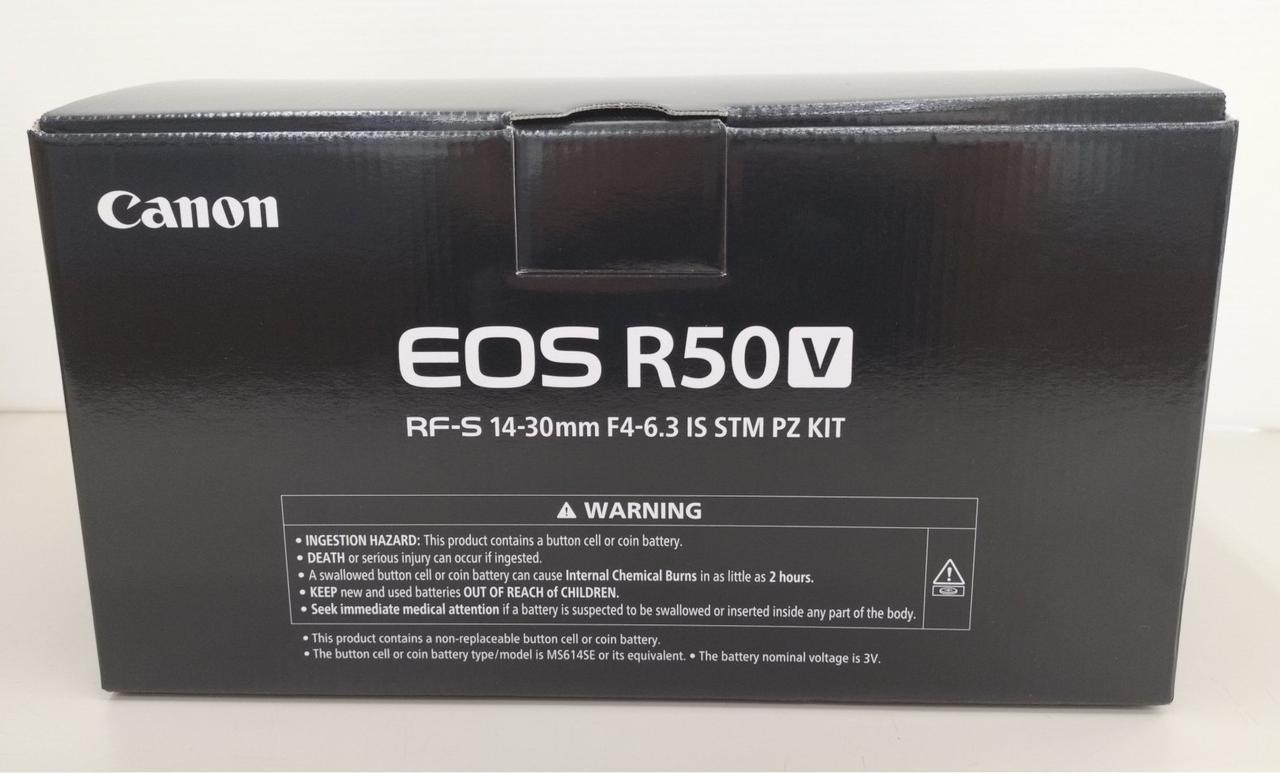 Canon
EOS R50 V
RF-S 14-30mm F4-6.3 IS STM PZ KIT
⚠ WARNING
• INGESTION HAZARD: This product contains a button cell or coin battery.
• DEATH or serious injury can occur if ingested.
• A swallowed button cell or coin battery can cause Internal Chemical Burns in as little as 2 hours.
• KEEP new and used batteries OUT OF REACH of CHILDREN.
• Seek immediate medical attention if a battery is suspected to be swallowed or inserted inside any part of the body.
• This product contains a non-replaceable button cell or coin battery.
• The button cell or coin battery type/model is MS614SE or its equivalent. • The battery nominal voltage is 3V.